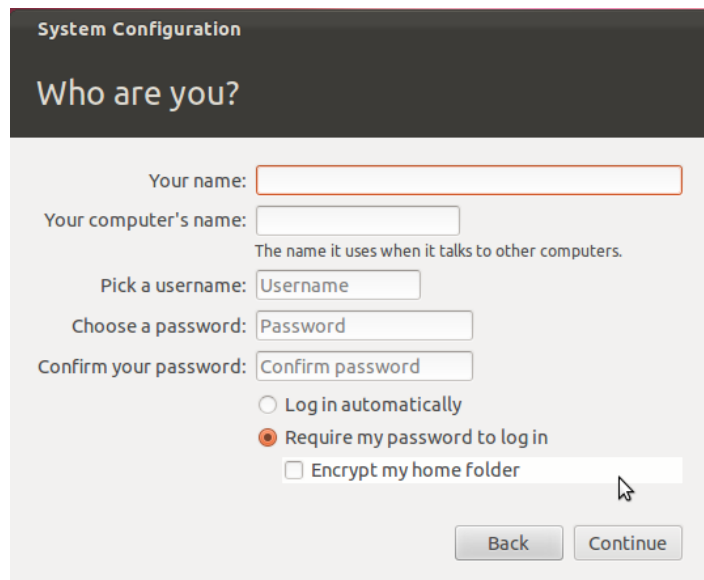 System Configuration
Who are you?
Your name:
Your computer's name:
The name it uses when it talks to other computers.
Pick a username: Username
Choose a password: Password
Confirm your password: Confirm password
Log in automatically
Require my password to log in
Encrypt my home folder
Back Continue